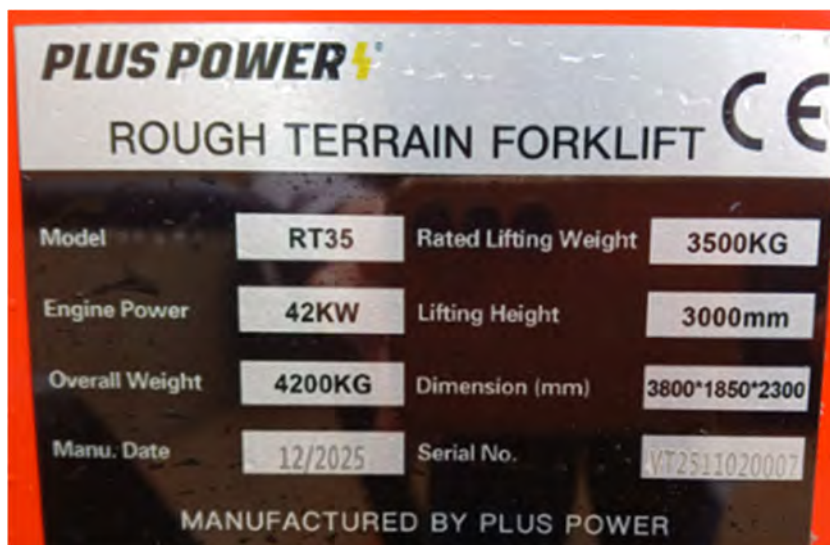 PLUS POWER
CE
ROUGH TERRAIN FORKLIFT
Model RT35 Rated Lifting Weight 3500KG
Engine Power 42KW Lifting Height 3000mm
Overall Weight 4200KG Dimension (mm) 3800*1850*2300
Manu. Date 12/2025 Serial No. VT2511020007
MANUFACTURED BY PLUS POWER